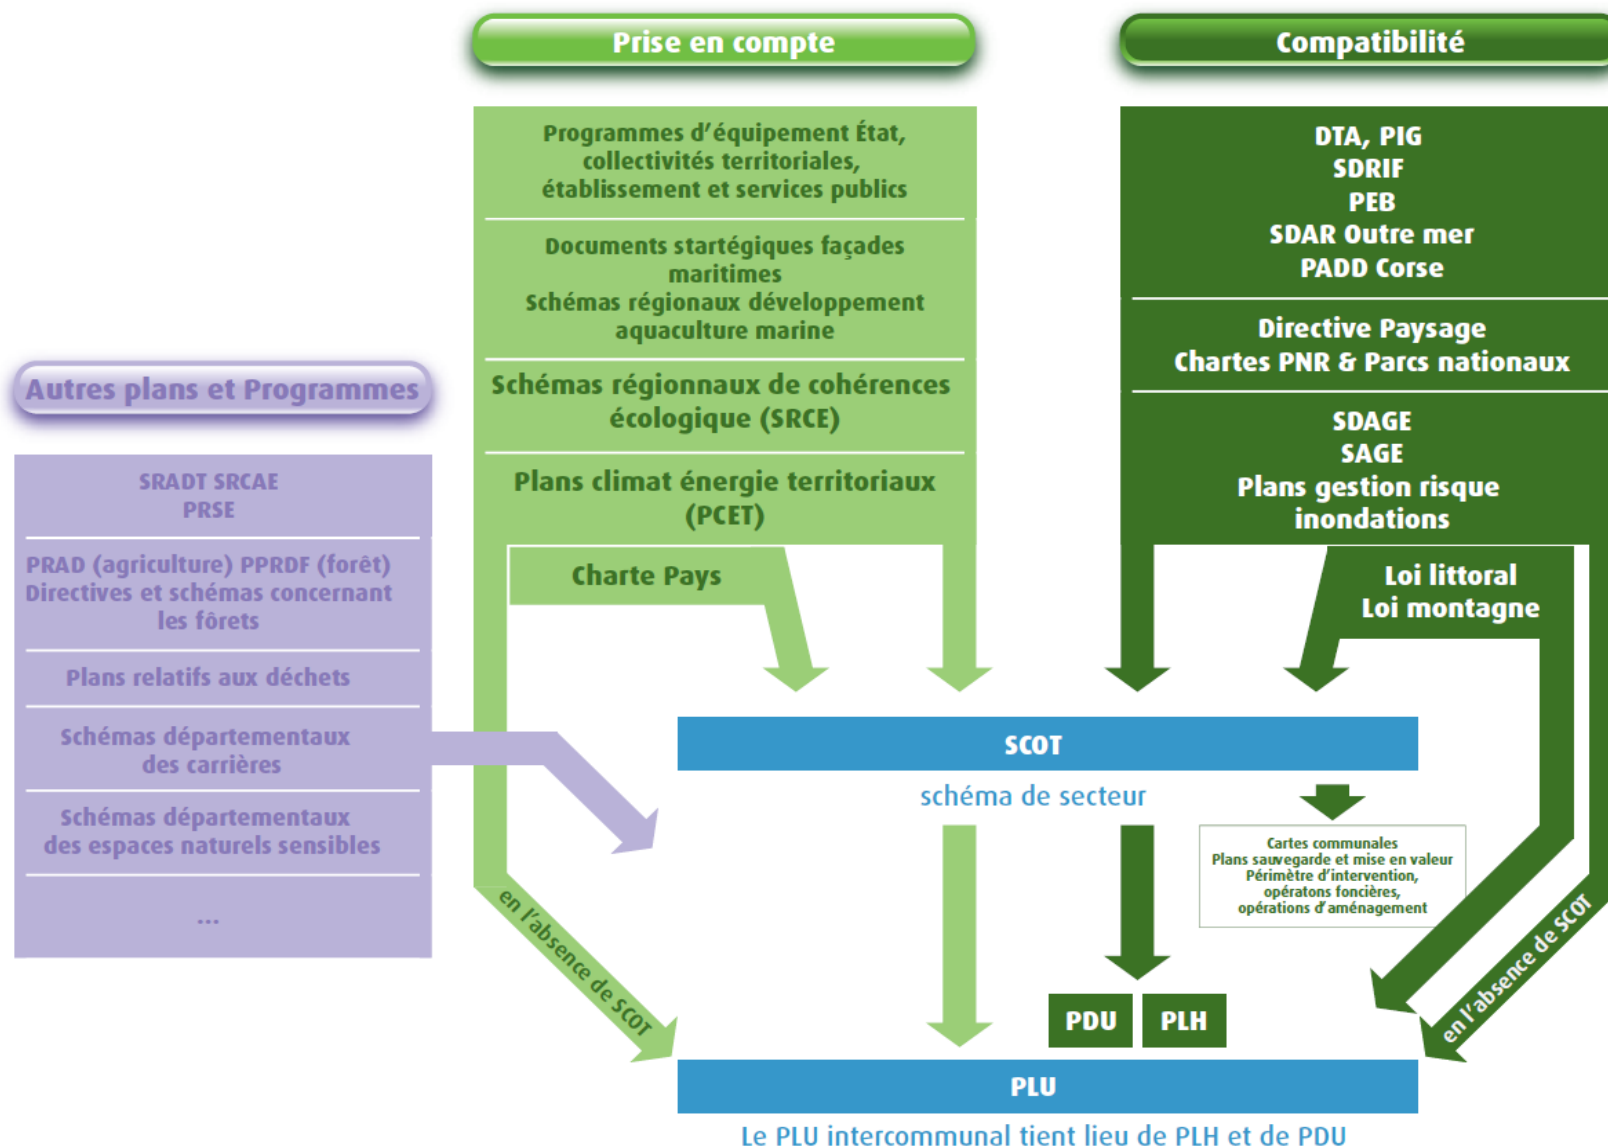 Prise en compte
Compatibilité
Programmes d'équipement État,
collectivités territoriales,
établissement et services publics
Documents startégiques façades
maritimes
Schémas régionaux développement
aquaculture marine
Schémas régionnaux de cohérences
écologique (SRCE)
Plans climat énergie territoriaux
(PCET)
Charte Pays
DTA, PIG
SDRIF
PEB
SDAR Outre mer
PADD Corse
Directive Paysage
Chartes PNR & Parcs nationaux
SDAGE
SAGE
Plans gestion risque
inondations
Loi littoral
Loi montagne
Autres plans et Programmes
SRADT SRCAE
PRSE
PRAD (agriculture) PPRDF (forêt)
Directives et schémas concernant
les fôrets
Plans relatifs aux déchets
Schémas départementaux
des carrières
Schémas départementaux
des espaces naturels sensibles
...
SCOT
schéma de secteur
Cartes communales
Plans sauvegarde et mise en valeur
Périmètre d'intervention,
opératons foncières,
opérations d'aménagement
en l'absence de SCOT
en l'absence de SCOT
PDU
PLH
PLU
Le PLU intercommunal tient lieu de PLH et de PDU